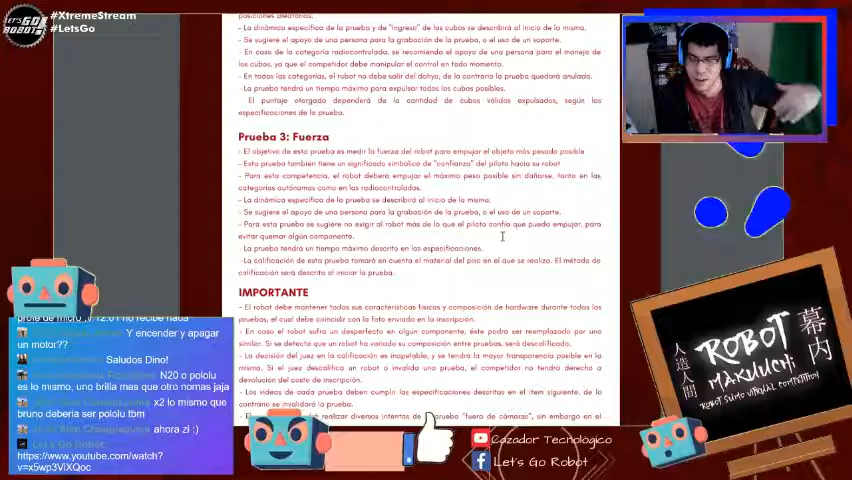 #XtremeStream
#LetsGo
LET'S GO
ROBOT!
posiciones aleatorias.
- La dinámica específica de la prueba y de "ingreso" de los cubos se describirá al inicio de la misma.
- Se sugiere el apoyo de una persona para la grabación de la prueba, o el uso de un soporte.
- En caso de la categoría radiocontrolada, se recomienda el apoyo de una persona para el manejo de
los cubos, ya que el competidor debe manipular el control en todo momento.
- En todas las categorías, el robot no debe salir del dohyo, de lo contrario la prueba quedará anulada.
- La prueba tendrá un tiempo máximo para expulsar todos los cubos posibles.
El puntaje otorgado dependerá de la cantidad de cubos válidos expulsados, según las
especificaciones de la prueba.
Prueba 3: Fuerza
- El objetivo de esta prueba es medir la fuerza del robot para empujar el objeto más pesado posible
- Esta prueba también tiene un significado simbólico de "confianza" del piloto hacia su robot
- Para esta competencia, el robot deberá empujar el máximo peso posible sin dañarse, tanto en las
categorías autónomas como en las radiocontroladas.
- La dinámica específica de la prueba se describirá al inicio de la misma.
- Se sugiere el apoyo de una persona para la grabación de la prueba, o el uso de un soporte.
- Para esta prueba se sugiere no exigir al robot más de lo que el piloto confía que pueda empujar, para
evitar quemar algún componente.
- La prueba tendrá un tiempo máximo descrito en las especificaciones.
- La calificación de esta prueba tomará en cuenta el material del piso en el que se realiza. El método de
calificación será descrito al iniciar la prueba.
IMPORTANTE
- El robot debe mantener todas sus características físicas y composición de hardware durante todas las
pruebas, el cual debe coincidir con la foto enviada en la inscripción.
- En caso el robot sufra un desperfecto en algún componente, éste podrá ser reemplazado por uno
similar. Si se detecta que el robot ha variado su composición entre pruebas, será descalificado.
- La decisión del juez en la calificación es inapelable, y se tendrá la mayor transparencia posible en la
misma. Si el juez descalifica un robot o invalida una prueba, el competidor no tendrá derecho a
devolución del costo de inscripción.
- Los videos de cada prueba deben cumplir las especificaciones descritas en el item siguiente, de lo
contrario se invalidará la prueba.
realizar diversos intentos de prueba "fuera de cámaras", sin embargo en el
Y encender y apagar
un motor??
Saludos Dino!
N20 o pololu
es lo mismo, uno brilla mas que otro nomas jaja
x2 lo mismo que
bruno deberia ser pololu tbm
ahora zi :)
Let's Go Robot:
https://www.youtube.com/watch?
v=x5wp3VIXQoc
Cazador Tecnológico
Let's Go Robot
ROBOT
MAKUUCHI
ROBOT SUMO VIRTUAL COMPETITION
幕内
人造人間